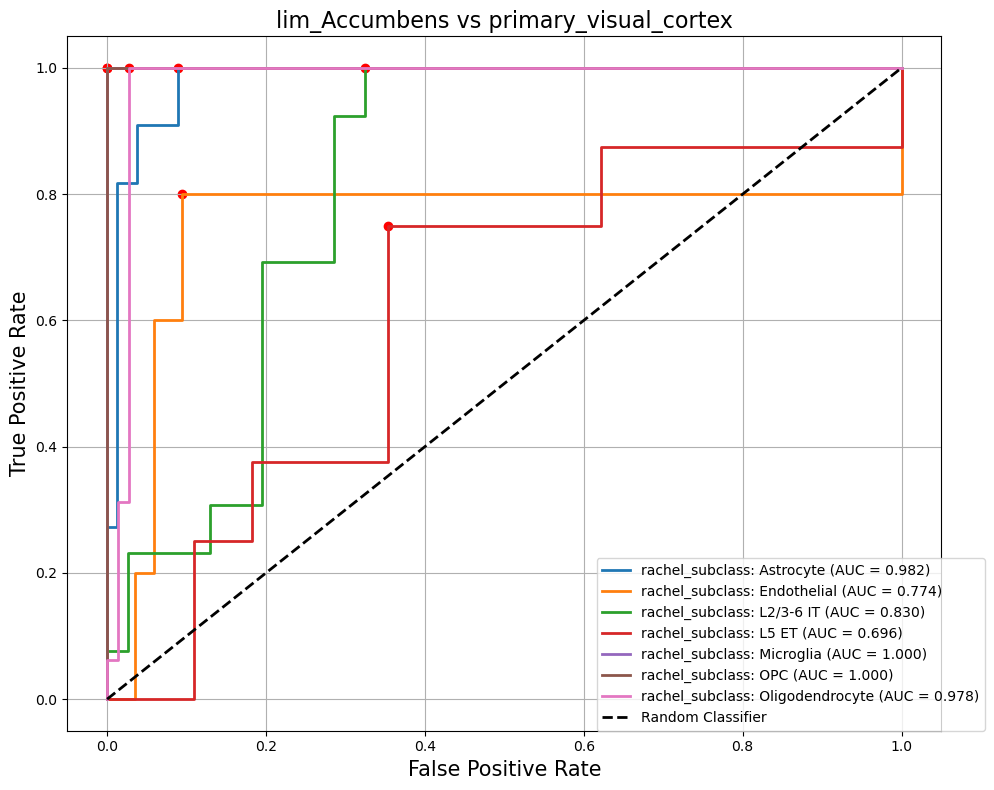 lim_Accumbens vs primary_visual_cortex
True Positive Rate
1.0
0.8
0.6
0.4
0.2
0.0
rachel_subclass: Astrocyte (AUC = 0.982)
rachel_subclass: Endothelial (AUC = 0.774)
rachel_subclass: L2/3-6 IT (AUC = 0.830)
rachel_subclass: L5 ET (AUC = 0.696)
rachel_subclass: Microglia (AUC = 1.000)
rachel_subclass: OPC (AUC = 1.000)
rachel_subclass: Oligodendrocyte (AUC = 0.978)
Random Classifier
0.0 0.2 0.4 0.6 0.8 1.0
False Positive Rate